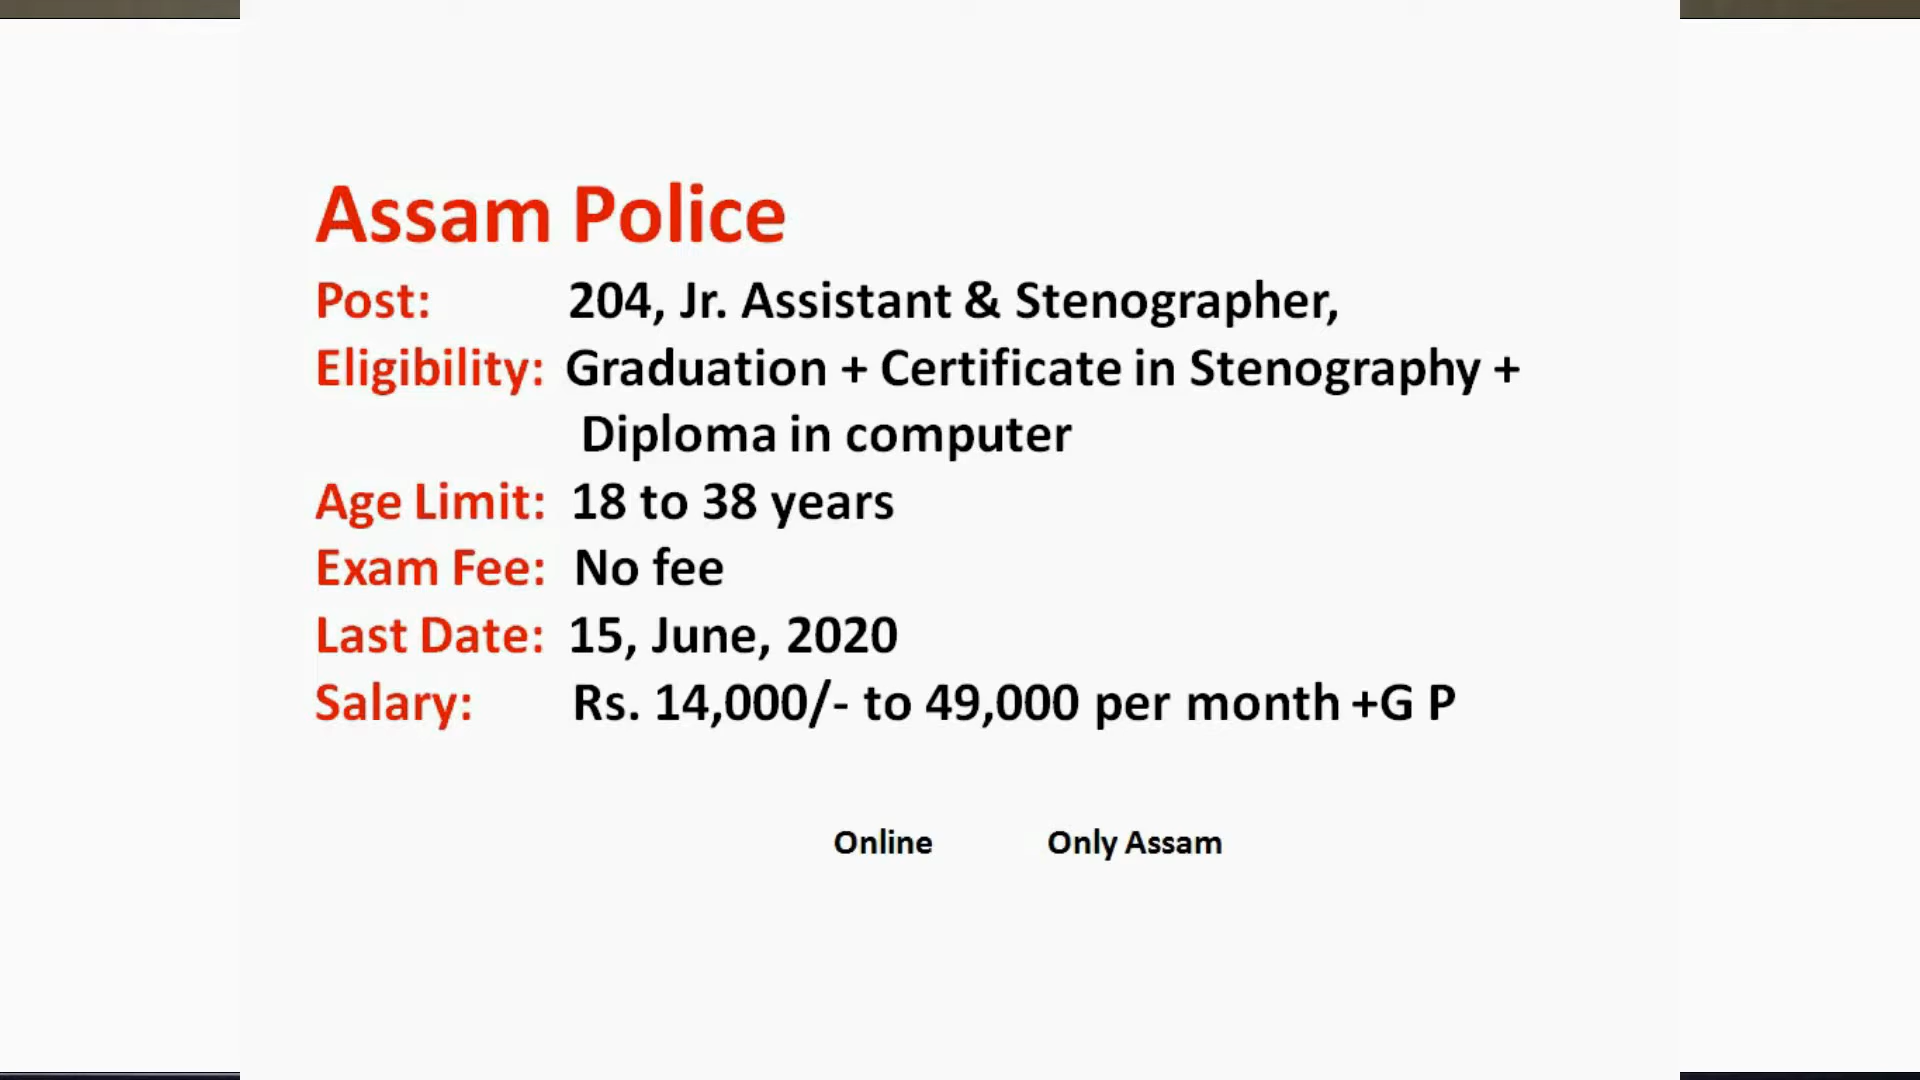 Assam Police
Post: 204, Jr. Assistant & Stenographer,
Eligibility: Graduation + Certificate in Stenography +
Diploma in computer
Age Limit: 18 to 38 years
Exam Fee: No fee
Last Date: 15, June, 2020
Salary: Rs. 14,000/- to 49,000 per month +G P
Online Only Assam